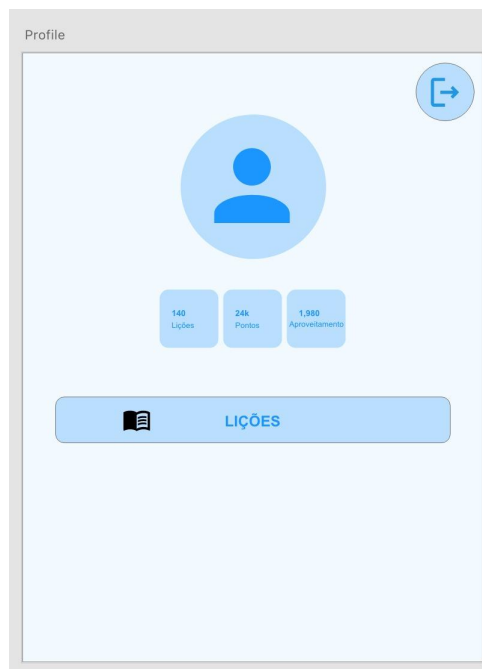 Profile
140
Lições
24k
Pontos
1,980
Aproveitamento
LIÇÕES